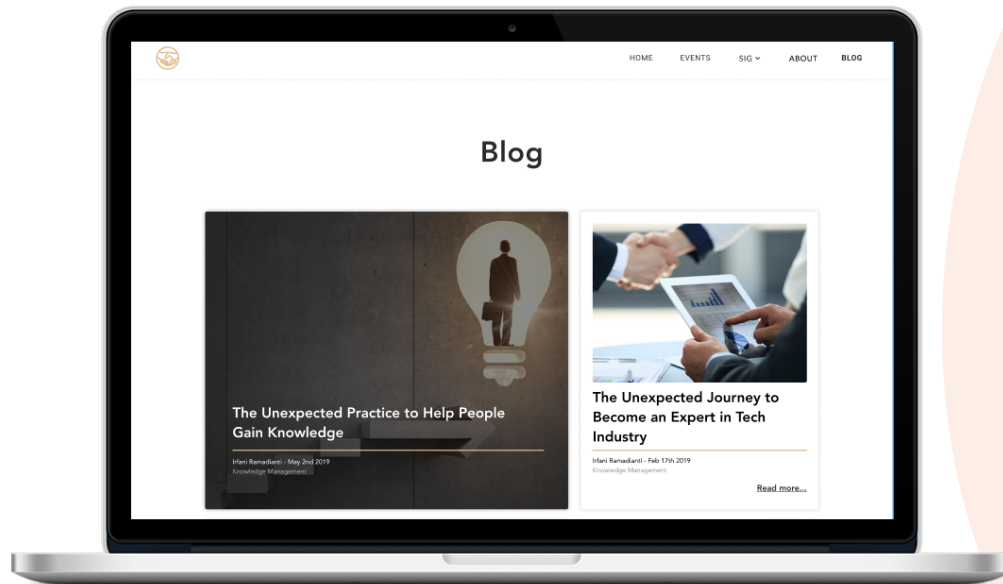 HOME EVENTS SIG ABOUT BLOG
Blog
The Unexpected Practice to Help People
Gain Knowledge
Irfani Ramadianti - May 2nd 2019
Knowledge Management
The Unexpected Journey to
Become an Expert in Tech
Industry
Irfani Ramadianti - Feb 17th 2019
Knowledge Management
Read more...